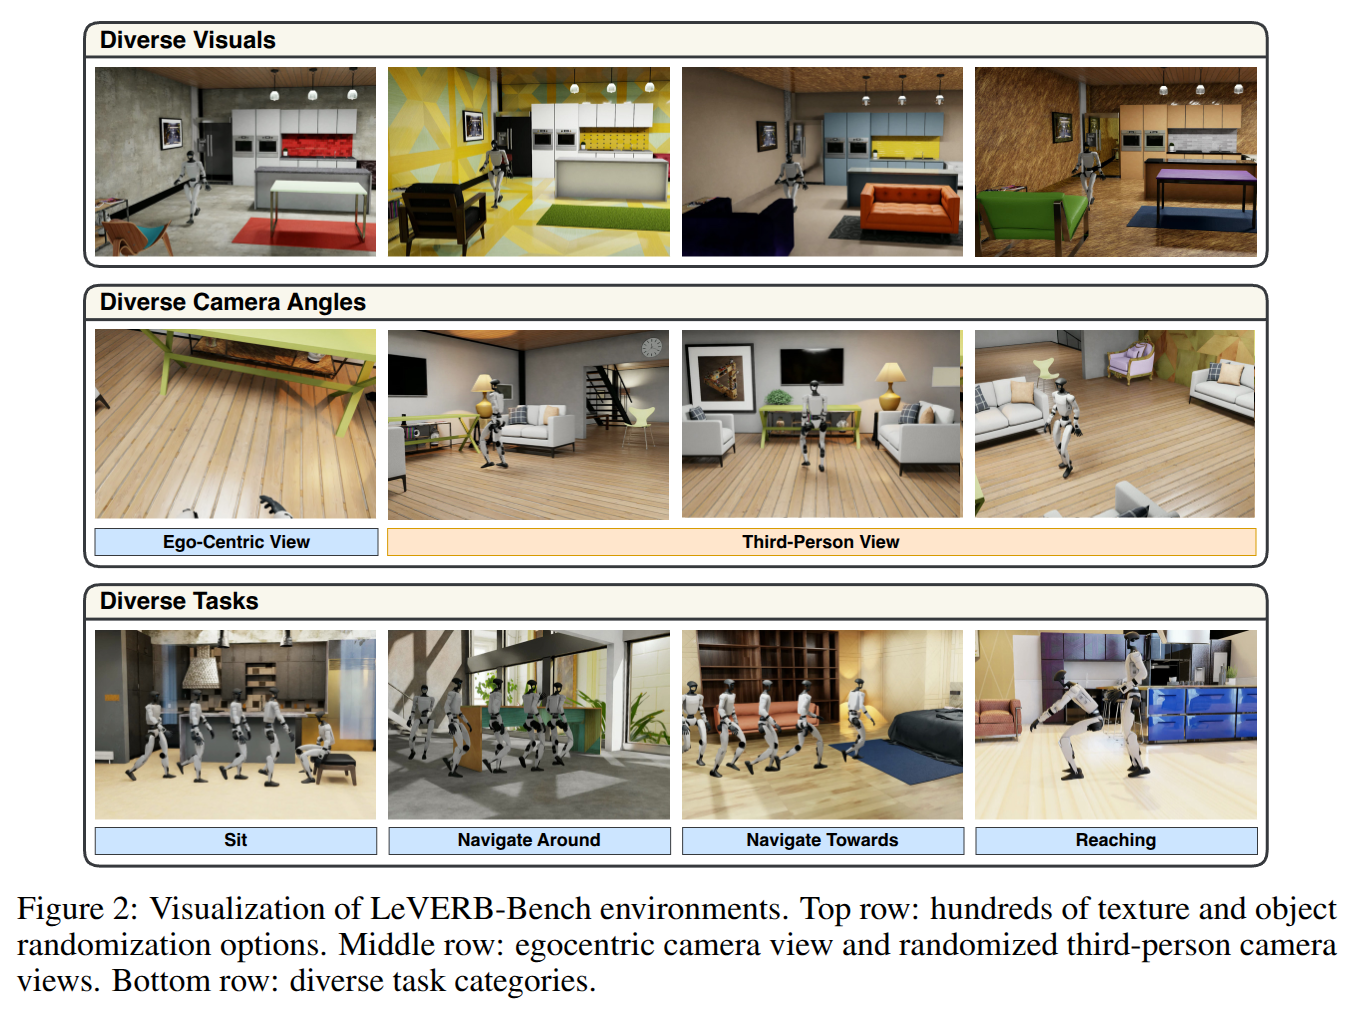 Diverse Visuals
Diverse Camera Angles
Ego-Centric View
Third-Person View
Diverse Tasks
Sit
Navigate Around
Navigate Towards
Reaching
Figure 2: Visualization of LeVERB-Bench environments. Top row: hundreds of texture and object
randomization options. Middle row: egocentric camera view and randomized third-person camera
views. Bottom row: diverse task categories.